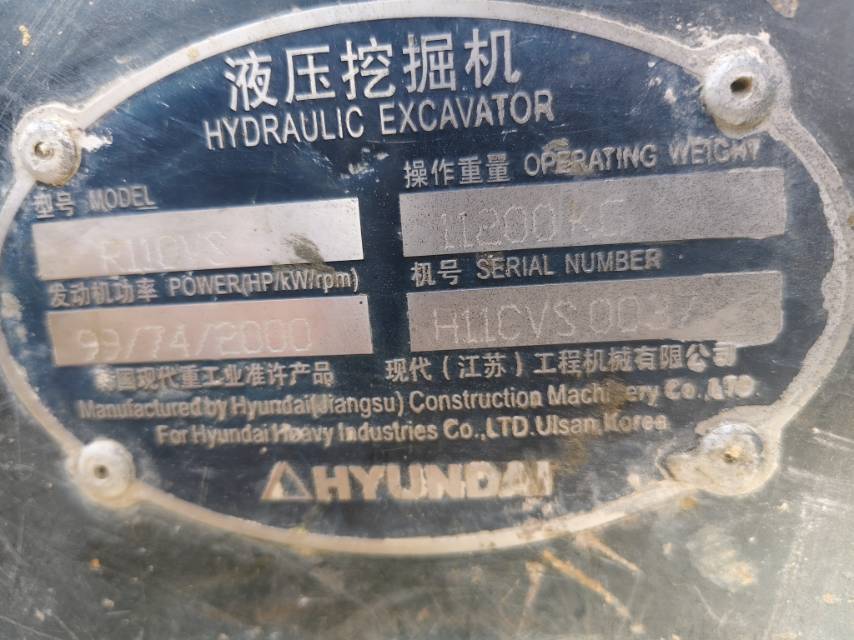 液压挖掘机
HYDRAULIC EXCAVATOR
型号 MODEL
R110VS
操作重量 OPERATING WEIGHT
11200KG
发动机功率 POWER(HP/kW/rpm)
99/74/2000
机号 SERIAL NUMBER
H11CVS 0037
韩国现代重工业准许产品
现代（江苏）工程机械有限公司
Manufactured by Hyundai(Jiangsu) Construction Machinery Co.,LTD
For Hyundai Heavy Industries Co.,LTD.Ulsan,Korea
HYUNDAI